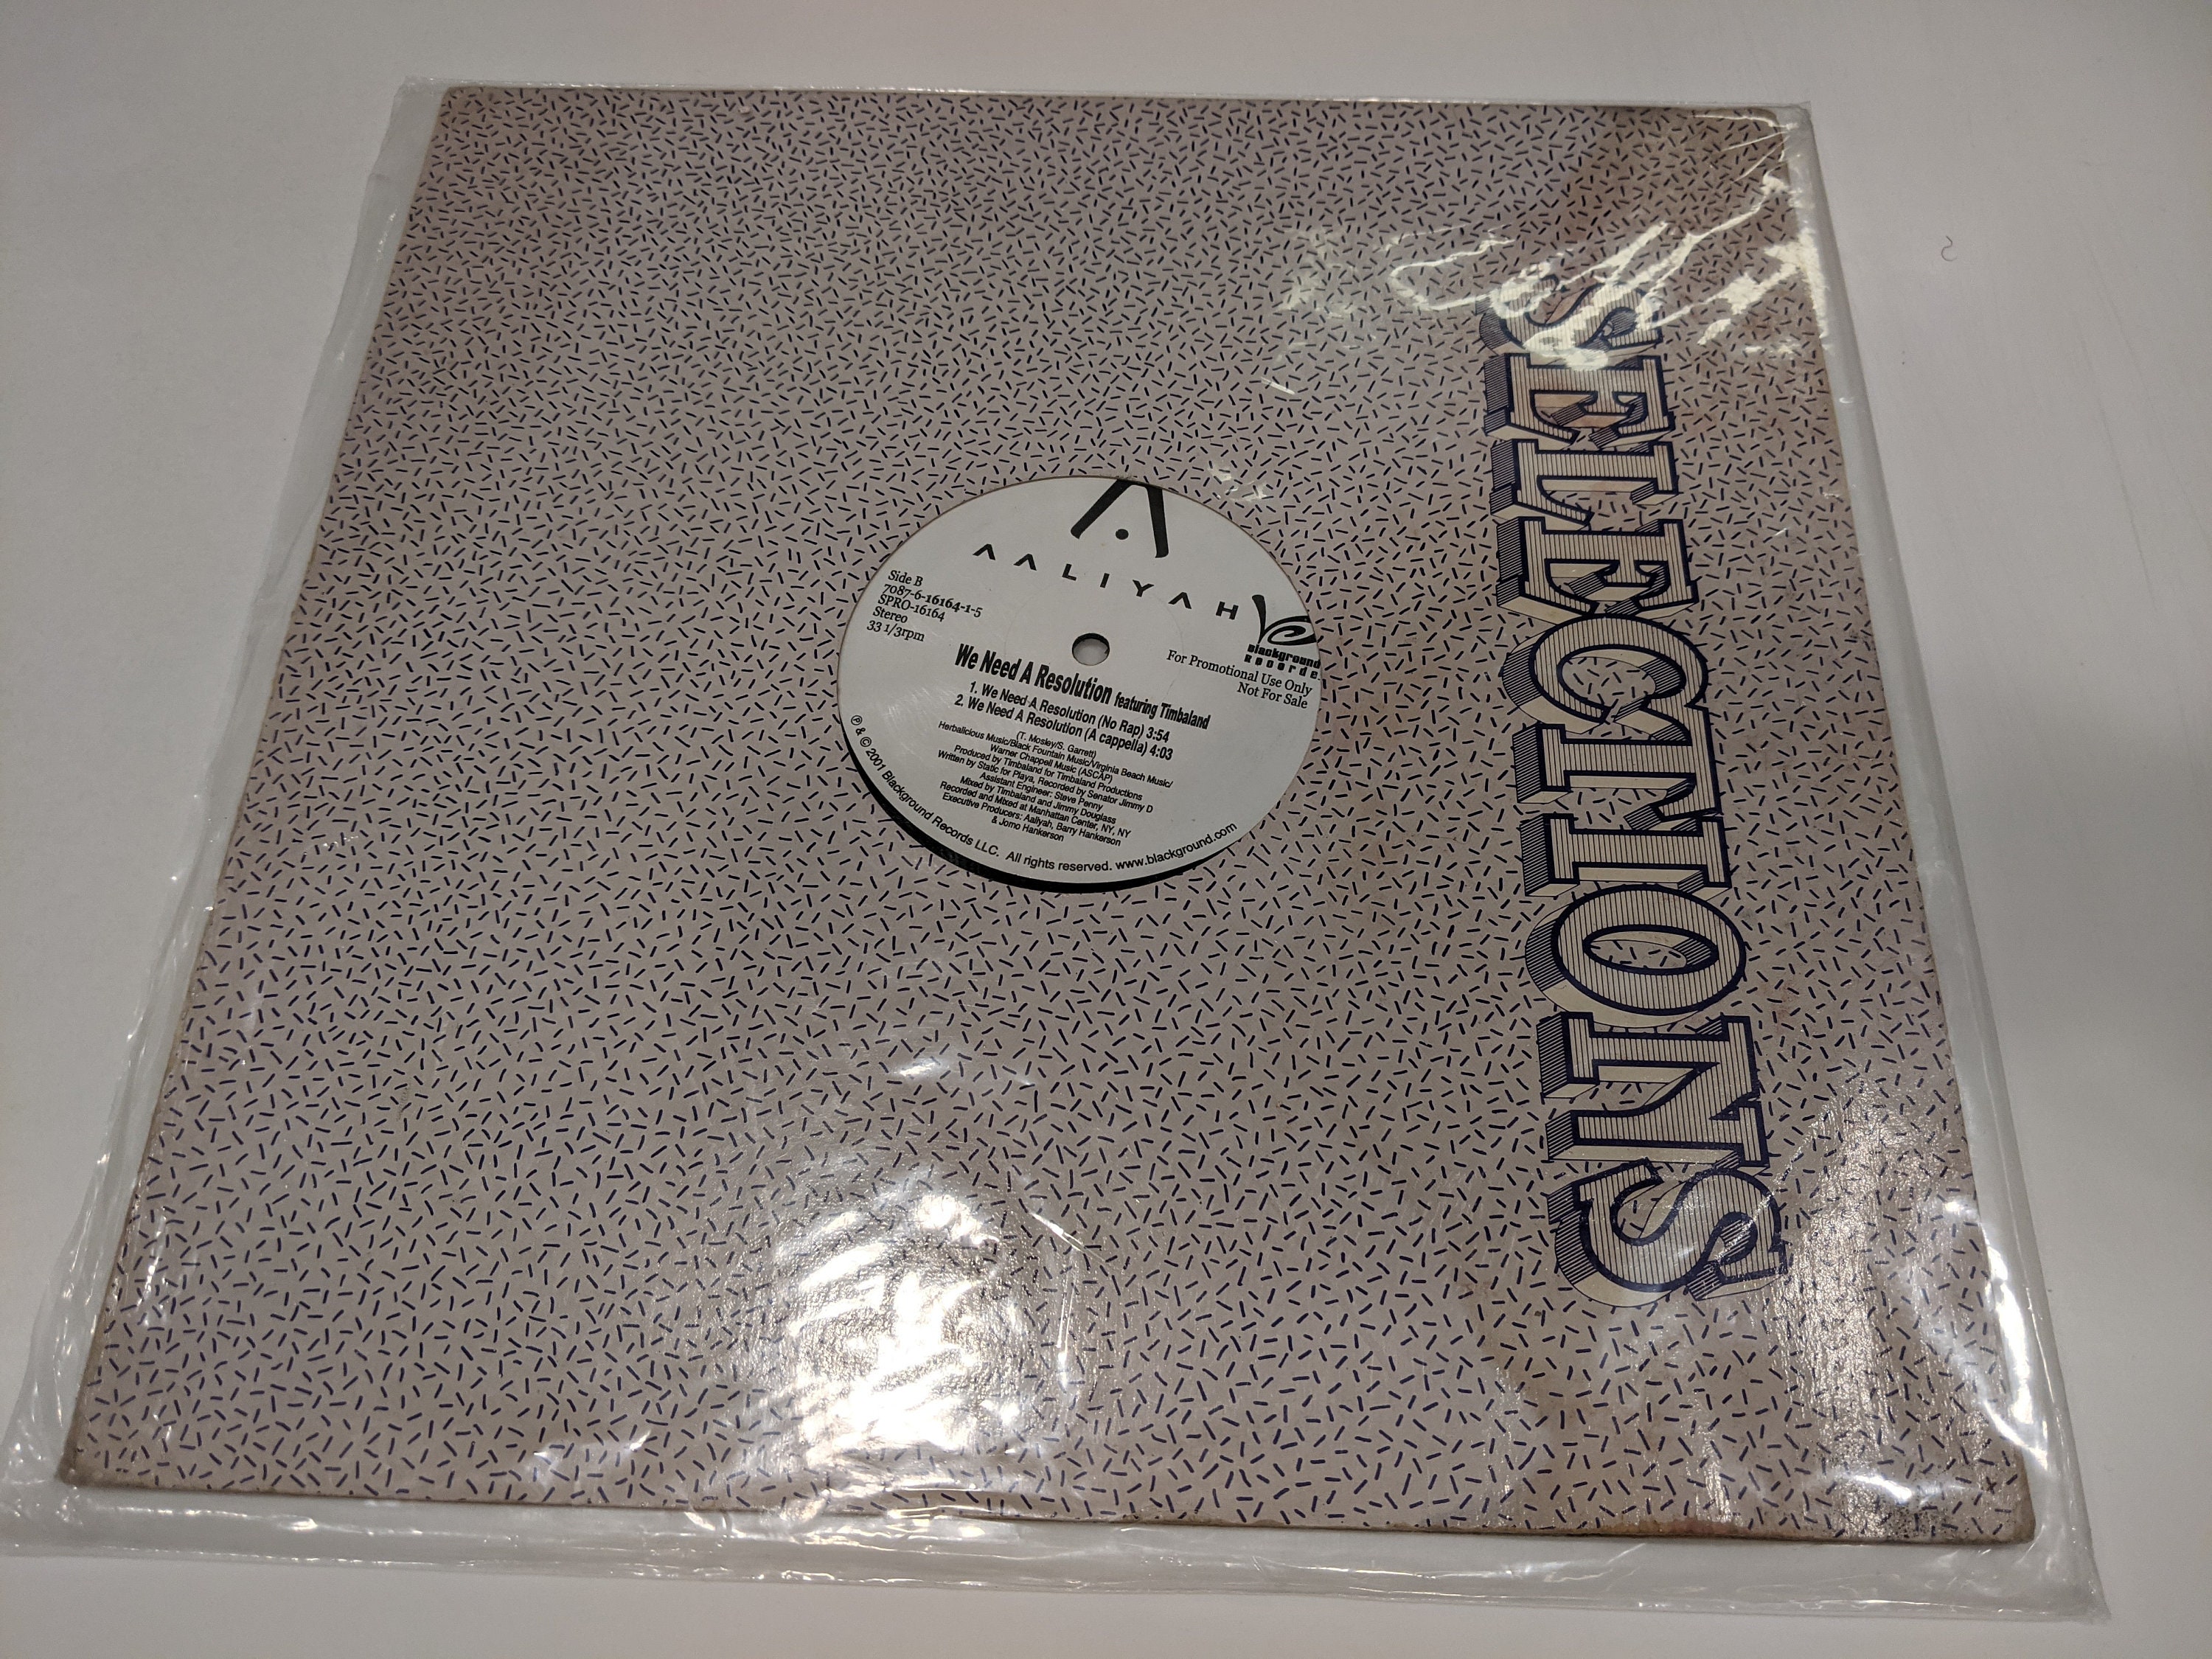 AALIYAH
Side B
7087-6-16164-1-5
SPRO-16164
Stereo
33 1/3rpm
Blackground
Records
For Promotional Use Only
Not For Sale
We Need A Resolution featuring Timbaland
1. We Need A Resolution (No Rap) 3:54
2. We Need A Resolution (A cappella) 4:03
(T. Mosley/S. Garrett)
Herbalicious Music/Black Fountain Music/Virginia Beach Music/
Warner Chappell Music (ASCAP)
Produced by Timbaland for Timbaland Productions
Written by Static for Playa, Recorded by Senator Jimmy D
Assistant Engineer: Steve Penny
Mixed by Timbaland and Jimmy Douglass
Recorded and Mixed at Manhattan Center, NY, NY
Executive Producers: Aaliyah, Barry Hankerson
& Jomo Hankerson
℗ & © 2001 Blackground Records LLC. All rights reserved. www.blackground.com
SELECTIONS